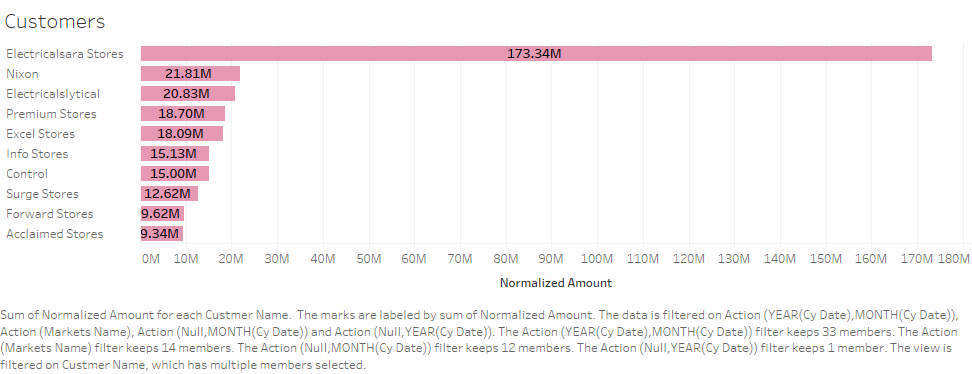 Customers
Electricalsara Stores 173.34M
Nixon 21.81M
Electricalslytical 20.83M
Premium Stores 18.70M
Excel Stores 18.09M
Info Stores 15.13M
Control 15.00M
Surge Stores 12.62M
Forward Stores 9.62M
Acclaimed Stores 9.34M
0M 10M 20M 30M 40M 50M 60M 70M 80M 90M 100M 110M 120M 130M 140M 150M 160M 170M 180M
Normalized Amount
Sum of Normalized Amount for each Custmer Name. The marks are labeled by sum of Normalized Amount. The data is filtered on Action (YEAR(Cy Date),MONTH(Cy Date)),
Action (Markets Name), Action (Null,MONTH(Cy Date)) and Action (Null,YEAR(Cy Date)). The Action (YEAR(Cy Date),MONTH(Cy Date)) filter keeps 33 members. The Action
(Markets Name) filter keeps 14 members. The Action (Null,MONTH(Cy Date)) filter keeps 12 members. The Action (Null,YEAR(Cy Date)) filter keeps 1 member. The view is
filtered on Custmer Name, which has multiple members selected.